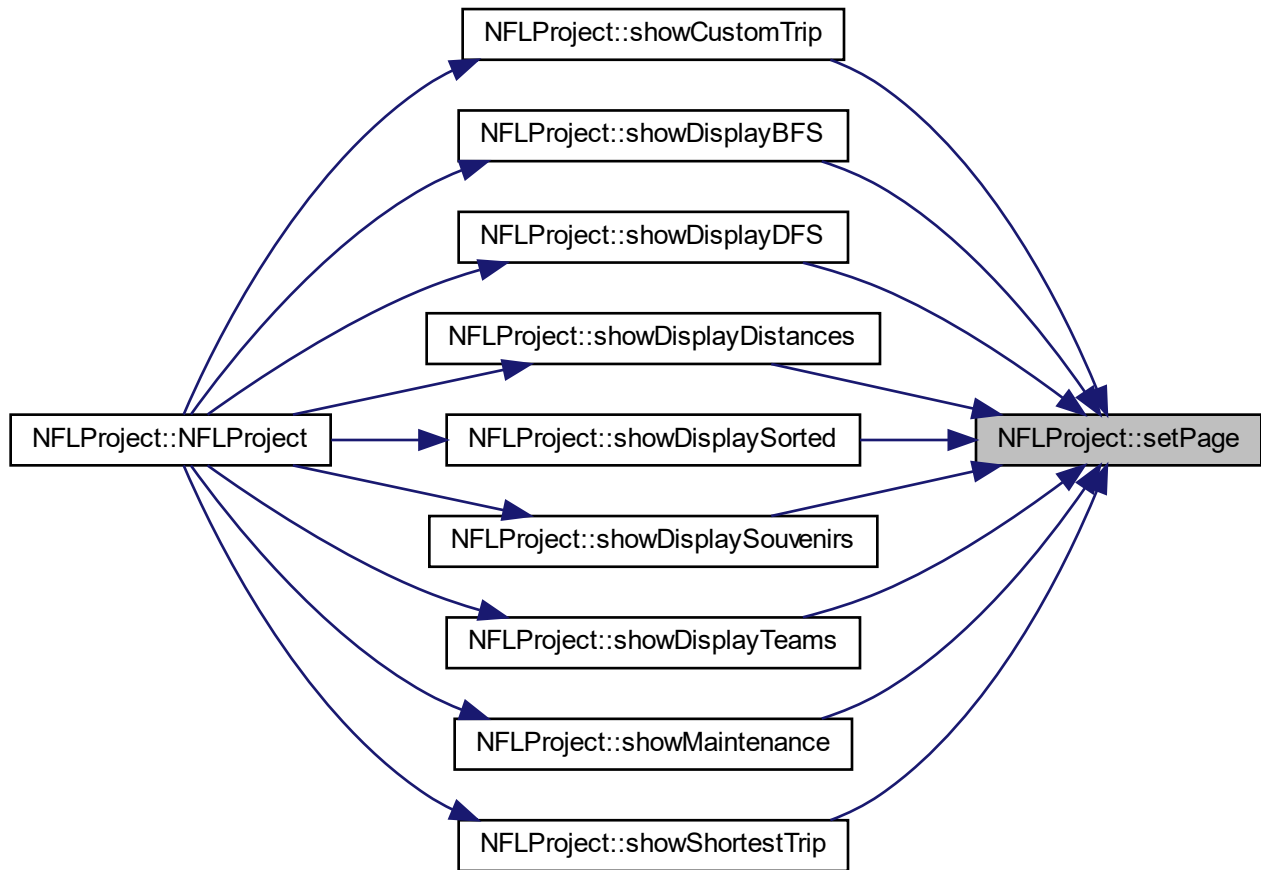 NFLProject::showCustomTrip
NFLProject::showDisplayBFS
NFLProject::showDisplayDFS
NFLProject::showDisplayDistances
NFLProject::NFLProject
NFLProject::showDisplaySorted
NFLProject::setPage
NFLProject::showDisplaySouvenirs
NFLProject::showDisplayTeams
NFLProject::showMaintenance
NFLProject::showShortestTrip